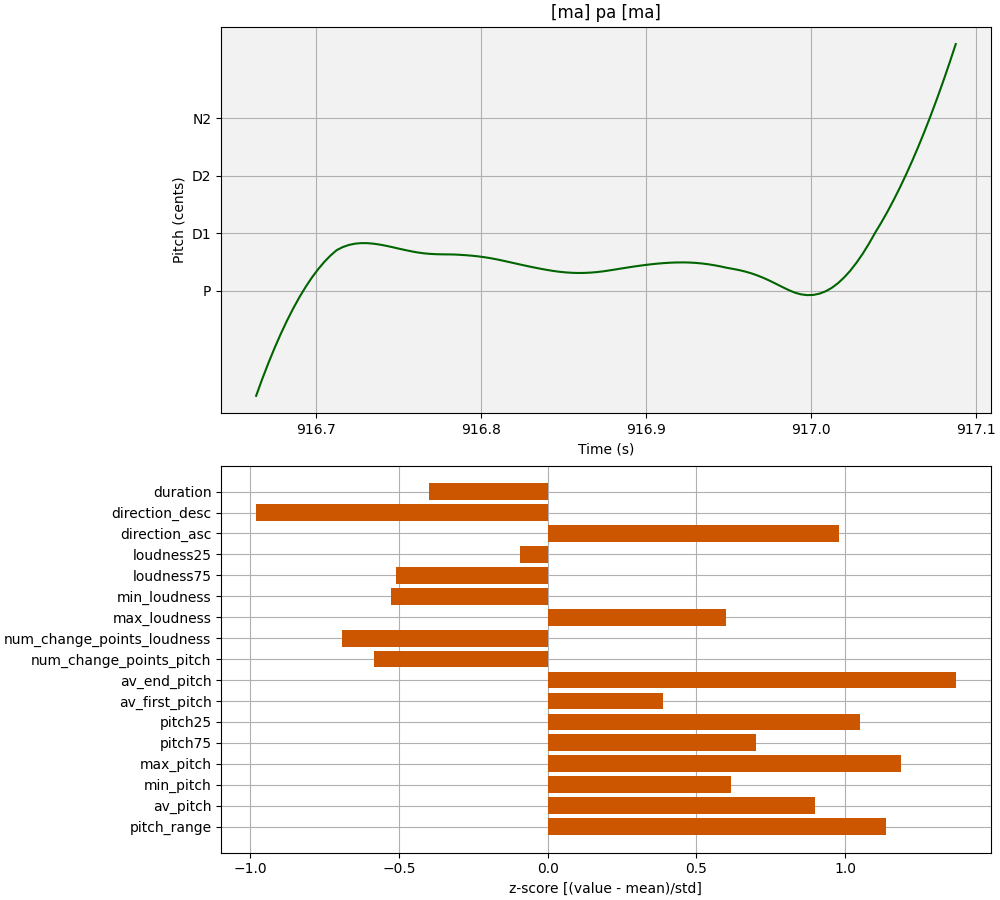 [ma] pa [ma]
N2
D2
D1
P
Pitch (cents)
916.7 916.8 916.9 917.0 917.1
Time (s)
duration
direction_desc
direction_asc
loudness25
loudness75
min_loudness
max_loudness
num_change_points_loudness
num_change_points_pitch
av_end_pitch
av_first_pitch
pitch25
pitch75
max_pitch
min_pitch
av_pitch
pitch_range
−1.0 −0.5 0.0 0.5 1.0
z-score [(value - mean)/std]